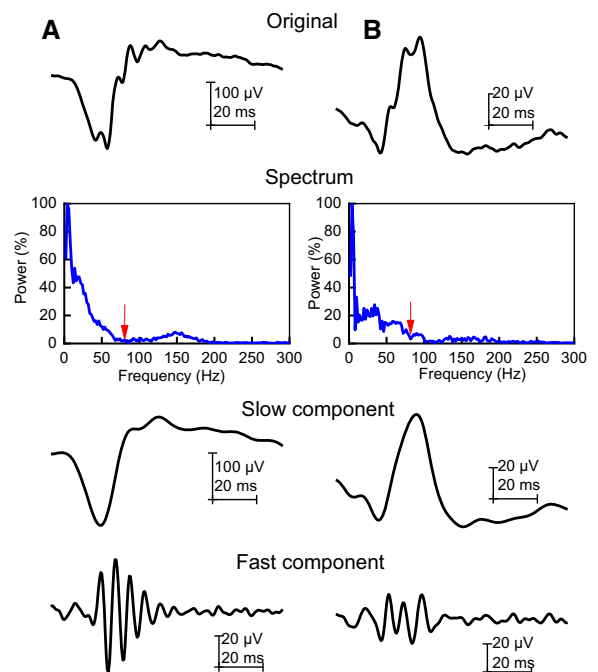 A
Original
B
100 µV
20 ms
20 µV
20 ms
Spectrum
Power (%)
100
80
60
40
20
0
0 50 100 150 200 250 300
Frequency (Hz)
Power (%)
100
80
60
40
20
0
0 50 100 150 200 250 300
Frequency (Hz)
Slow component
100 µV
20 ms
20 µV
20 ms
Fast component
20 µV
20 ms
20 µV
20 ms